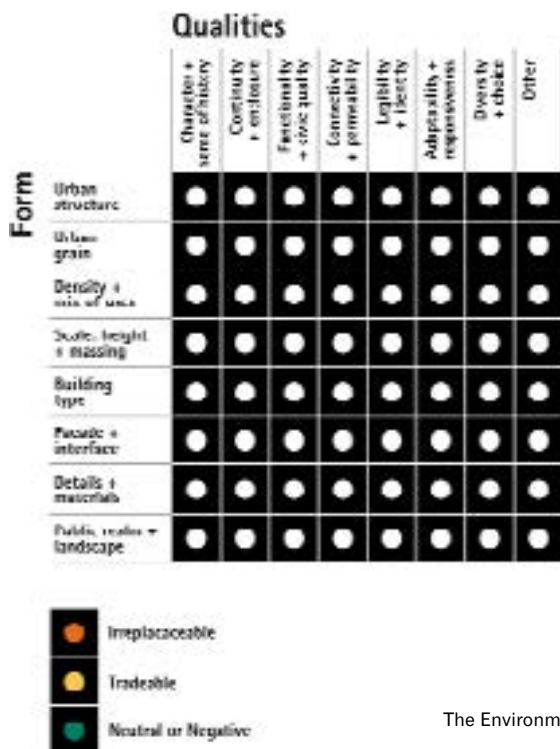 Qualities
Character +
sense of history
Continuity
+ enclosure
Functionality
+ civic quality
Connectivity
+ permeability
Legibility
+ identity
Adaptability +
responsiveness
Diversity
+ choice
Other
Form
Urban
structure
Urban
grain
Density +
mix of uses
Scale, height
+ massing
Building
type
Facade +
interface
Details +
materials
Public realm +
landscape
Irreplacaceable
Tradeable
Neutral or Negative
The Environm